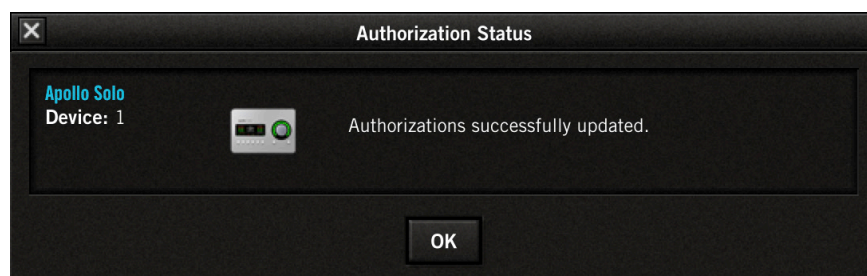 Authorization Status
Apollo Solo
Device: 1
Authorizations successfully updated.
OK